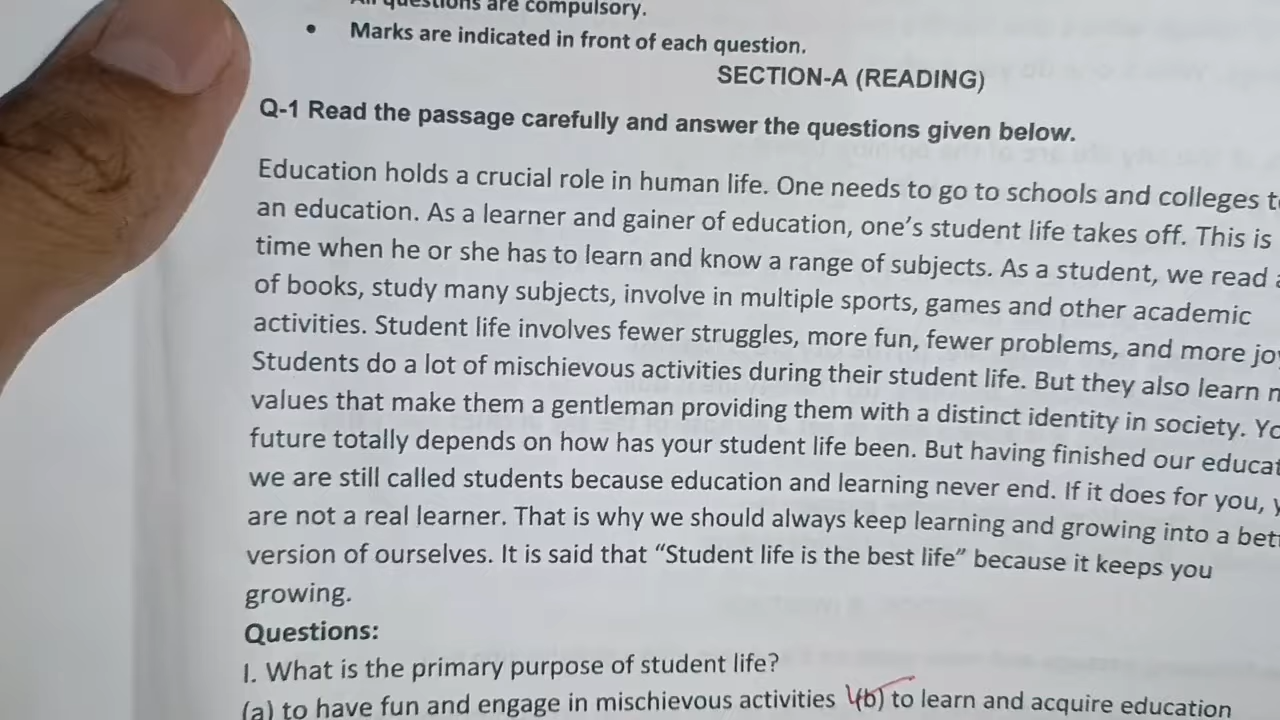 All questions are compulsory.
• Marks are indicated in front of each question.
SECTION-A (READING)
Q-1 Read the passage carefully and answer the questions given below.
Education holds a crucial role in human life. One needs to go to schools and colleges
an education. As a learner and gainer of education, one's student life takes off. This is
time when he or she has to learn and know a range of subjects. As a student, we read
of books, study many subjects, involve in multiple sports, games and other academic
activities. Student life involves fewer struggles, more fun, fewer problems, and more
Students do a lot of mischievous activities during their student life. But they also learn
values that make them a gentleman providing them with a distinct identity in society.
future totally depends on how has your student life been. But having finished our
we are still called students because education and learning never end. If it does for you,
are not a real learner. That is why we should always keep learning and growing into a
version of ourselves. It is said that “Student life is the best life” because it keeps you
growing.
Questions:
I. What is the primary purpose of student life?
(a) to have fun and engage in mischievous activities (b) to learn and acquire education